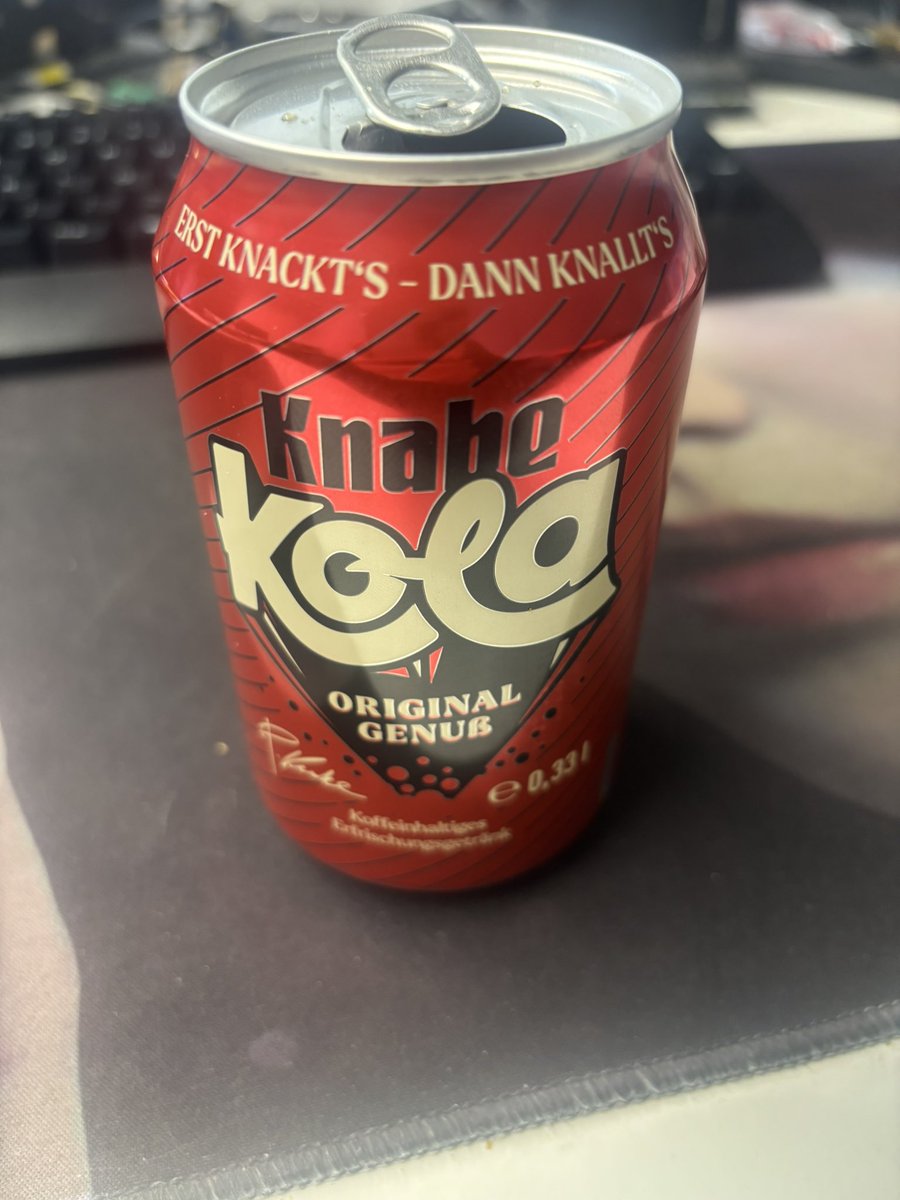 ERST KNACKT'S – DANN KNALLT'S
Knabe
Kola
ORIGINAL
GENUß
℮ 0,33 l
Koffeinhaltiges
Erfrischungsgetränk